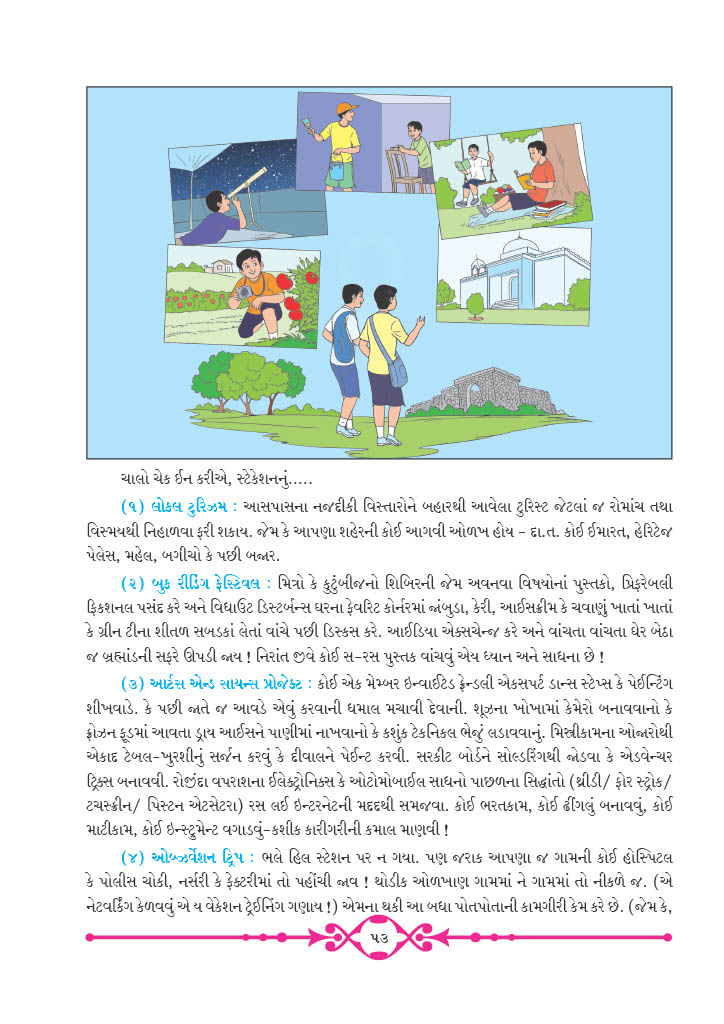 ચાલો ચેક ઈન કરીએ, સ્ટેકેશનનું.....
(૧) લોકલ ટુરિઝમ : આસપાસના નજદીકી વિસ્તારોને બહારથી આવેલા ટુરિસ્ટ જેટલાં જ રોમાંચ તથા
વિસ્મયથી નિહાળવા ફરી શકાય. જેમ કે આપણા શહેરની કોઈ આગવી ઓળખ હોય - દા.ત. કોઈ ઈમારત, હેરિટેજ
પેલેસ, મહેલ, બગીચો કે પછી બજાર.
(૨) બુક રીડિંગ ફેસ્ટિવલ : મિત્રો કે કુટુંબીજનો શિબિરની જેમ અવનવા વિષયોનાં પુસ્તકો, પ્રિફરેબલી
ફિકશનલ પસંદ કરે અને વિધાઉટ ડિસ્ટર્બન્સ ઘરના ફેવરિટ કોર્નરમાં જાંબુડા, કેરી, આઈસક્રીમ કે ચવાણું ખાતાં ખાતાં
કે ગ્રીન ટીના શીતળ સબડકાં લેતાં વાંચે પછી ડિસ્કસ કરે. આઈડિયા એક્સચેન્જ કરે અને વાંચતા વાંચતા ઘેર બેઠા
જ બ્રહ્માંડની સફરે ઊપડી જાય ! નિરાંત જીવે કોઈ સ-રસ પુસ્તક વાંચવું એય ધ્યાન અને સાધના છે !
(૩) આર્ટસ એન્ડ સાયન્સ પ્રોજેક્ટ : કોઈ એક મેમ્બર ઇન્વાઈટેડ ફ્રેન્ડલી એકસપર્ટ ડાન્સ સ્ટેપ્સ કે પેઈન્ટિંગ
શીખવાડે. કે પછી જાતે જ આવડે એવું કરવાની ધમાલ મચાવી દેવાની. શૂઝના ખોખામાં કેમેરો બનાવવાનો કે
ફ્રોઝન ફૂડમાં આવતા ડ્રાય આઈસને પાણીમાં નાખવાનો કે કશુંક ટેકનિકલ ભેજું લડાવવાનું. મિસ્ત્રીકામના ઓજારોથી
એકાદ ટેબલ-ખુરશીનું સર્જન કરવું કે દીવાલને પેઈન્ટ કરવી. સરકીટ બોર્ડને સોલ્ડરિંગથી જોડવા કે એડવેન્ચર
ટ્રિક્સ બનાવવી. રોજીંદા વપરાશના ઈલેક્ટ્રોનિક્સ કે ઓટોમોબાઈલ સાધનો પાછળના સિદ્ધાંતો (થ્રીડી/ ફોર સ્ટ્રોક/
ટચસ્ક્રીન/ પિસ્ટન એટસેટરા) રસ લઈ ઇન્ટરનેટની મદદથી સમજવા. કોઈ ભરતકામ, કોઈ ઢીંગલું બનાવવું, કોઈ
માટીકામ, કોઈ ઇન્સ્ટ્રુમેન્ટ વગાડવું-કશીક કારીગરીની કમાલ માણવી !
(૪) ઓબ્ઝર્વેશન ટ્રિપ : ભલે હિલ સ્ટેશન પર ન ગયા. પણ જરાક આપણા જ ગામની કોઈ હોસ્પિટલ
કે પોલીસ ચોકી, નર્સરી કે ફેક્ટરીમાં તો પહોંચી જાવ ! થોડીક ઓળખાણ ગામમાં ને ગામમાં તો નીકળે જ. (એ
નેટવર્કિંગ કેળવવું એ ય વેકેશન ટ્રેઈનિંગ ગણાય !) એમના થકી આ બધા પોતપોતાની કામગીરી કેમ કરે છે. (જેમ કે,
૫૩